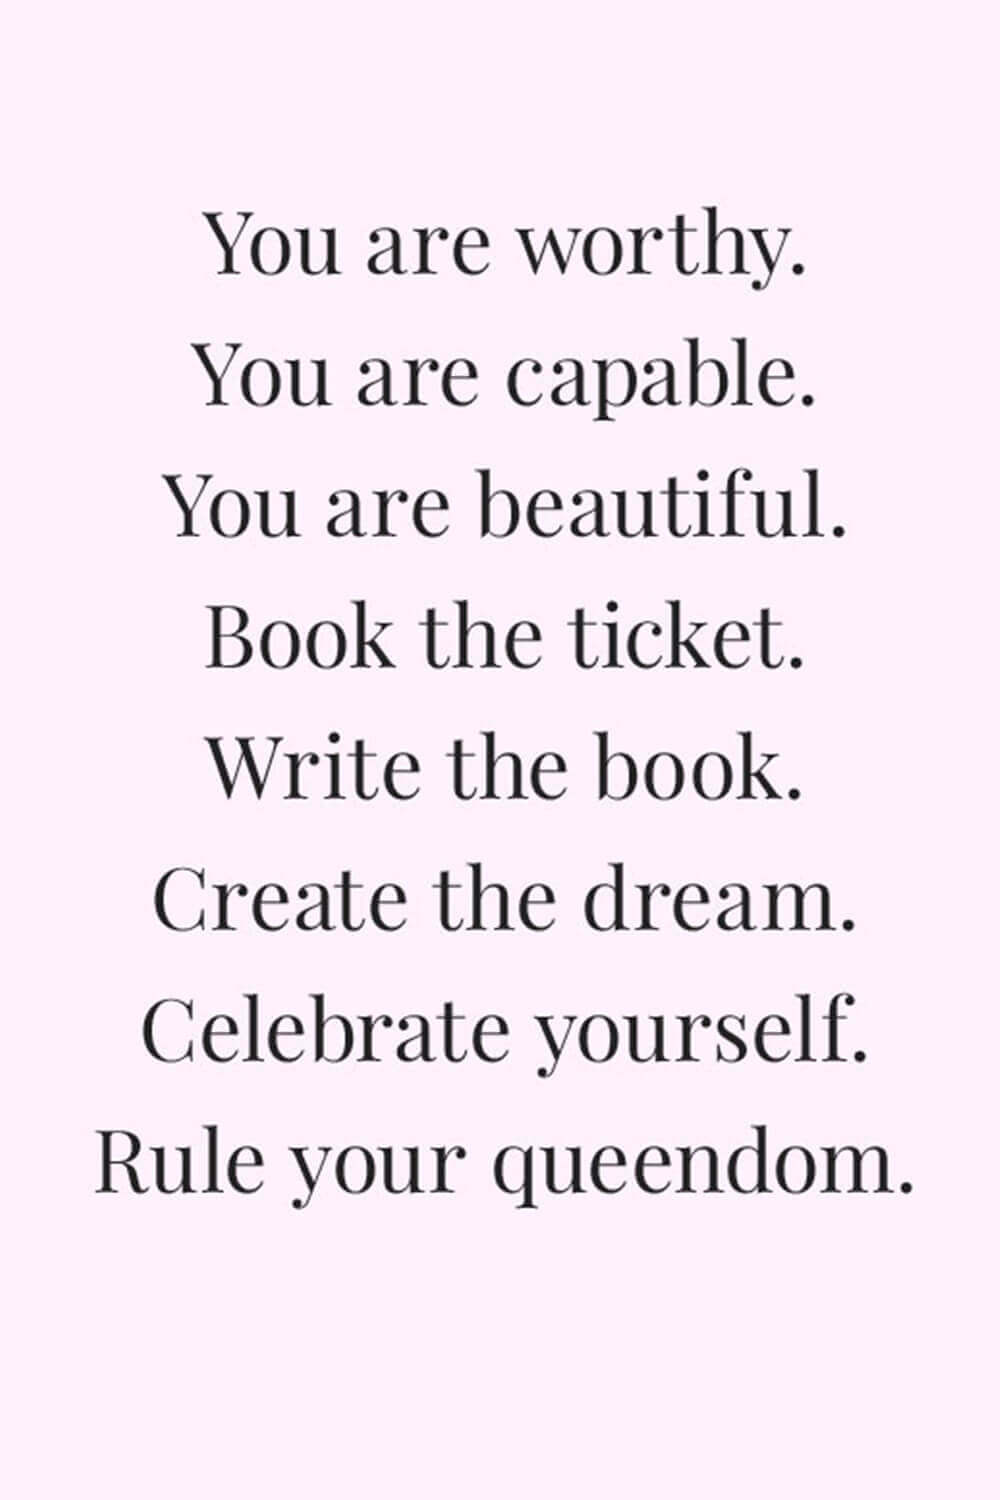 You are worthy.
You are capable.
You are beautiful.
Book the ticket.
Write the book.
Create the dream.
Celebrate yourself.
Rule your queendom.